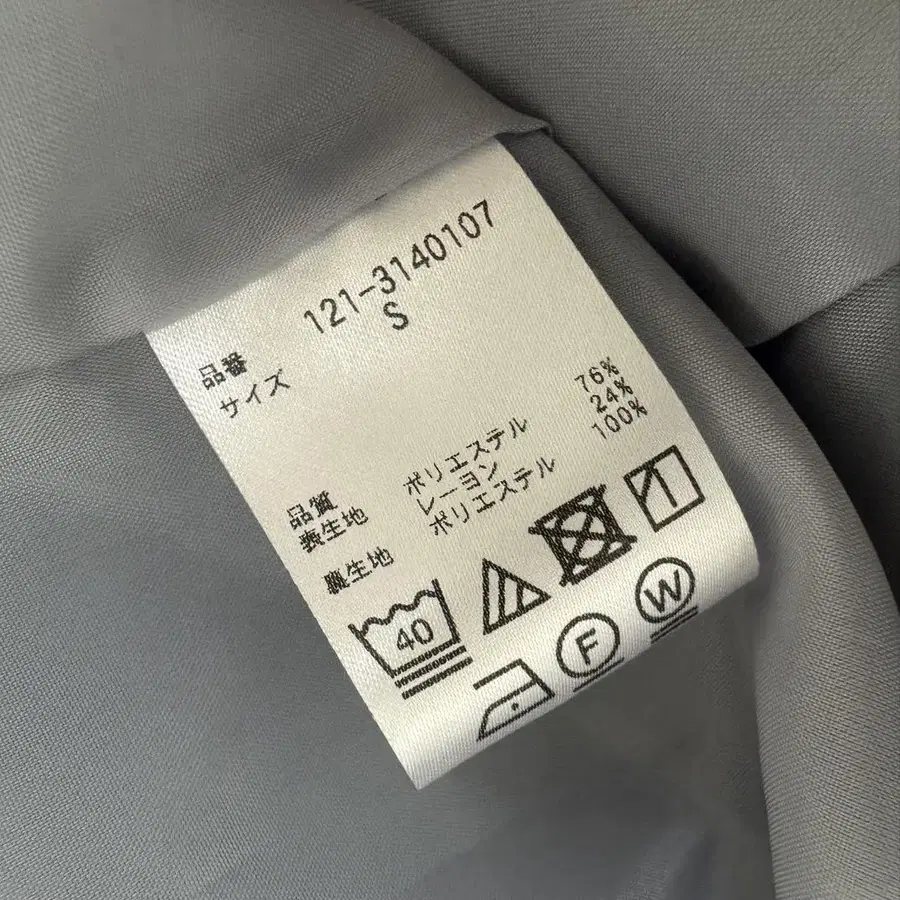 品番 121-3140107
サイズ S
品質
表生地 ポリエステル 76%
レーヨン 24%
裏生地 ポリエステル 100%
40
F
W